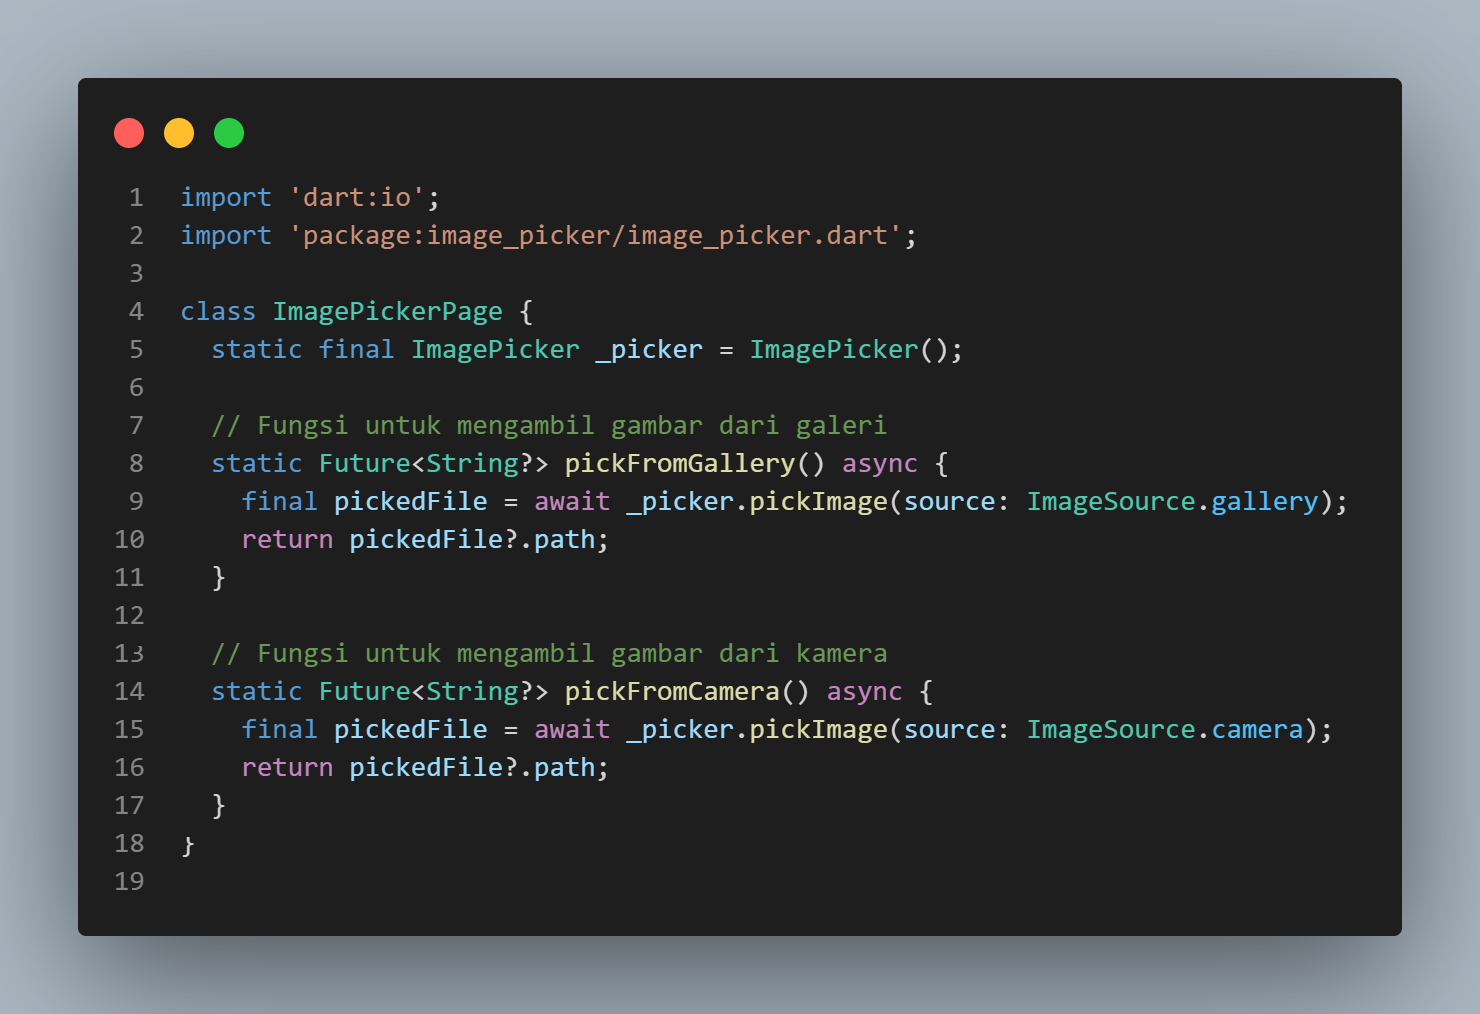 1 import 'dart:io';
2 import 'package:image_picker/image_picker.dart';
3
4 class ImagePickerPage {
5   static final ImagePicker _picker = ImagePicker();
6
7   // Fungsi untuk mengambil gambar dari galeri
8   static Future<String?> pickFromGallery() async {
9     final pickedFile = await _picker.pickImage(source: ImageSource.gallery);
10     return pickedFile?.path;
11   }
12
13   // Fungsi untuk mengambil gambar dari kamera
14   static Future<String?> pickFromCamera() async {
15     final pickedFile = await _picker.pickImage(source: ImageSource.camera);
16     return pickedFile?.path;
17   }
18 }
19